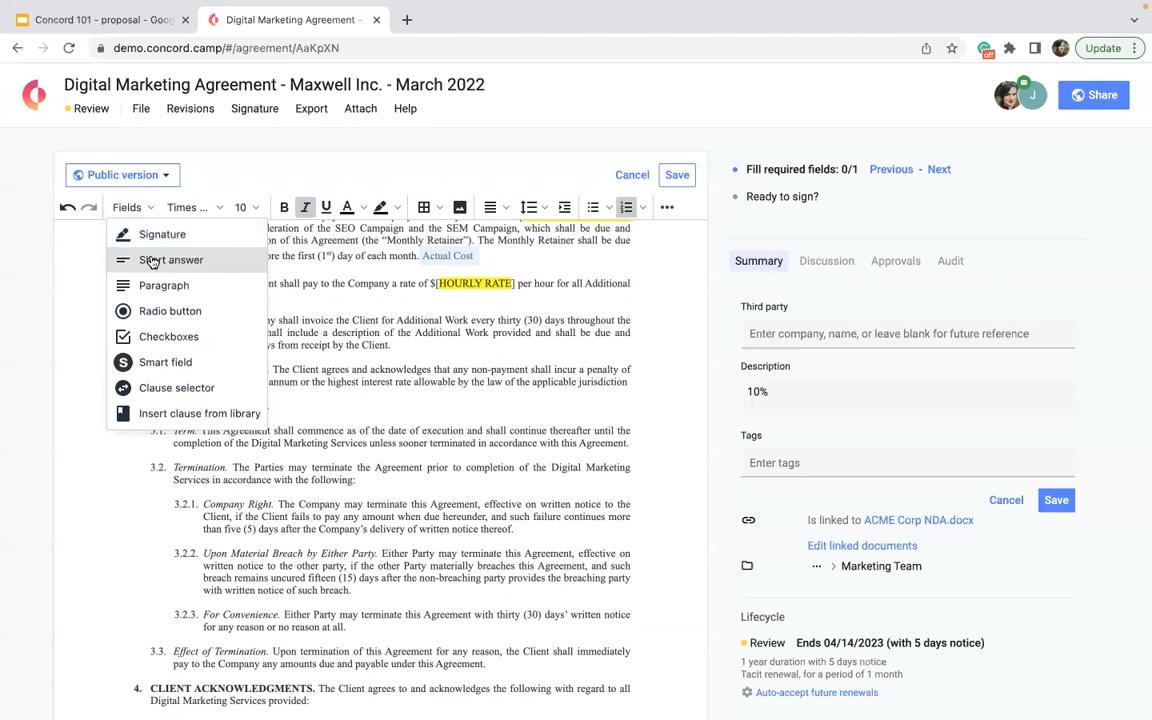 Concord 101 - proposal - Goo
Digital Marketing Agreement -
demo.concord.camp/#/agreement/AaKpXN
off
Update
Digital Marketing Agreement - Maxwell Inc. - March 2022
Review File Revisions Signature Export Attach Help
J
Share
Public version
Cancel Save
Fields Times ... 10 B I U A
Signature
Short answer
Paragraph
Radio button
Checkboxes
S Smart field
Clause selector
Insert clause from library
deration of the SEO Campaign and the SEM Campaign, which shall be due and
on of this Agreement (the “Monthly Retainer”). The Monthly Retainer shall be due
ore the first (1st) day of each month. Actual Cost
nt shall pay to the Company a rate of $[HOURLY RATE] per hour for all Additional
ny shall invoice the Client for Additional Work every thirty (30) days throughout the
hall include a description of the Additional Work provided and shall be due and
ys from receipt by the Client.
. The Client agrees and acknowledges that any non-payment shall incur a penalty of
annum or the highest interest rate allowable by the law of the applicable jurisdiction
3.1. Term. This Agreement shall commence as of the date of execution and shall continue thereafter until the
completion of the Digital Marketing Services unless sooner terminated in accordance with this Agreement.
3.2. Termination. The Parties may terminate the Agreement prior to completion of the Digital Marketing
Services in accordance with the following:
3.2.1. Company Right. The Company may terminate this Agreement, effective on written notice to the
Client, if the Client fails to pay any amount when due hereunder, and such failure continues more
than five (5) days after the Company's delivery of written notice thereof.
3.2.2. Upon Material Breach by Either Party. Either Party may terminate this Agreement, effective on
written notice to the other party, if the other Party materially breaches this Agreement, and such
breach remains uncured fifteen (15) days after the non-breaching party provides the breaching party
with written notice of such breach.
3.2.3. For Convenience. Either Party may terminate this Agreement with thirty (30) days' written notice
for any reason or no reason at all.
3.3. Effect of Termination. Upon termination of this Agreement for any reason, the Client shall immediately
pay to the Company any amounts due and payable under this Agreement.
4. CLIENT ACKNOWLEDGMENTS. The Client agrees to and acknowledges the following with regard to all
Digital Marketing Services provided:
Fill required fields: 0/1 Previous - Next
Ready to sign?
Summary Discussion Approvals Audit
Third party
Enter company, name, or leave blank for future reference
Description
10%
Tags
Enter tags
Cancel Save
Is linked to ACME Corp NDA.docx
Edit linked documents
... > Marketing Team
Lifecycle
Review Ends 04/14/2023 (with 5 days notice)
1 year duration with 5 days notice
Tacit renewal, for a period of 1 month
Auto-accept future renewals